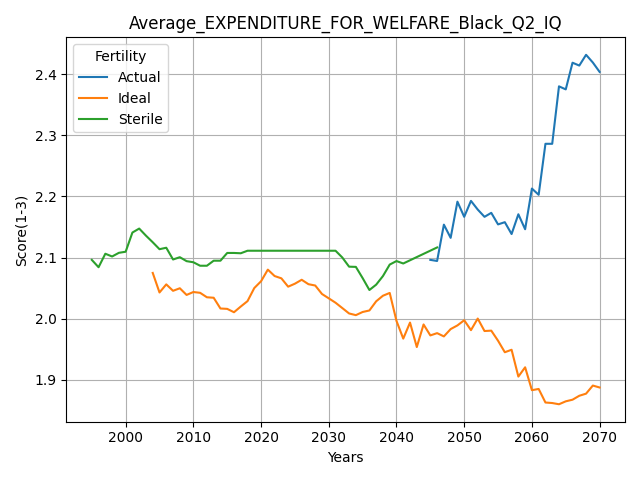 Average_EXPENDITURE_FOR_WELFARE_Black_Q2_IQ
Fertility
Actual
Ideal
Sterile
Score(1-3)
2.4
2.3
2.2
2.1
2.0
1.9
2000 2010 2020 2030 2040 2050 2060 2070
Years